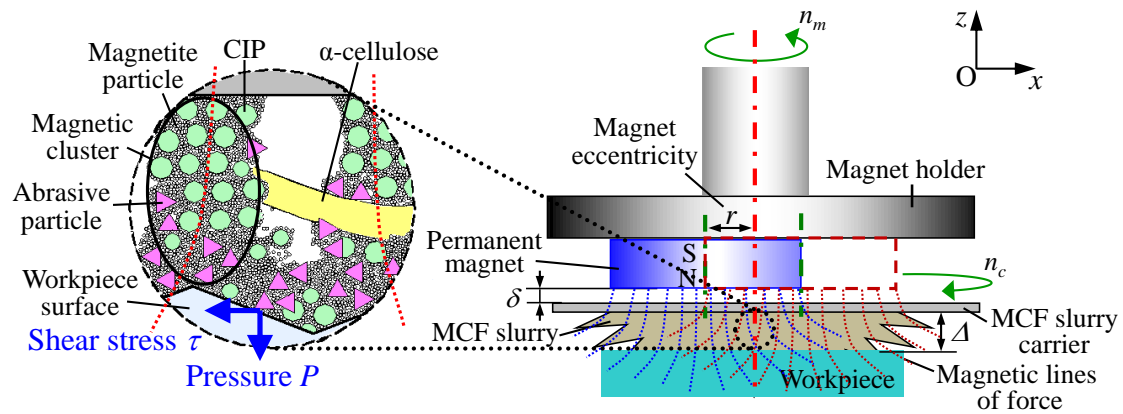 Magnetite
particle
CIP
α-cellulose
Magnetic
cluster
Abrasive
particle
Workpiece
surface
Shear stress τ
Pressure P
n_m
z
O
x
Magnet
eccentricity
Magnet holder
r
Permanent
magnet
S
N
n_c
δ
MCF slurry
MCF slurry
carrier
Δ
Workpiece
Magnetic lines
of force